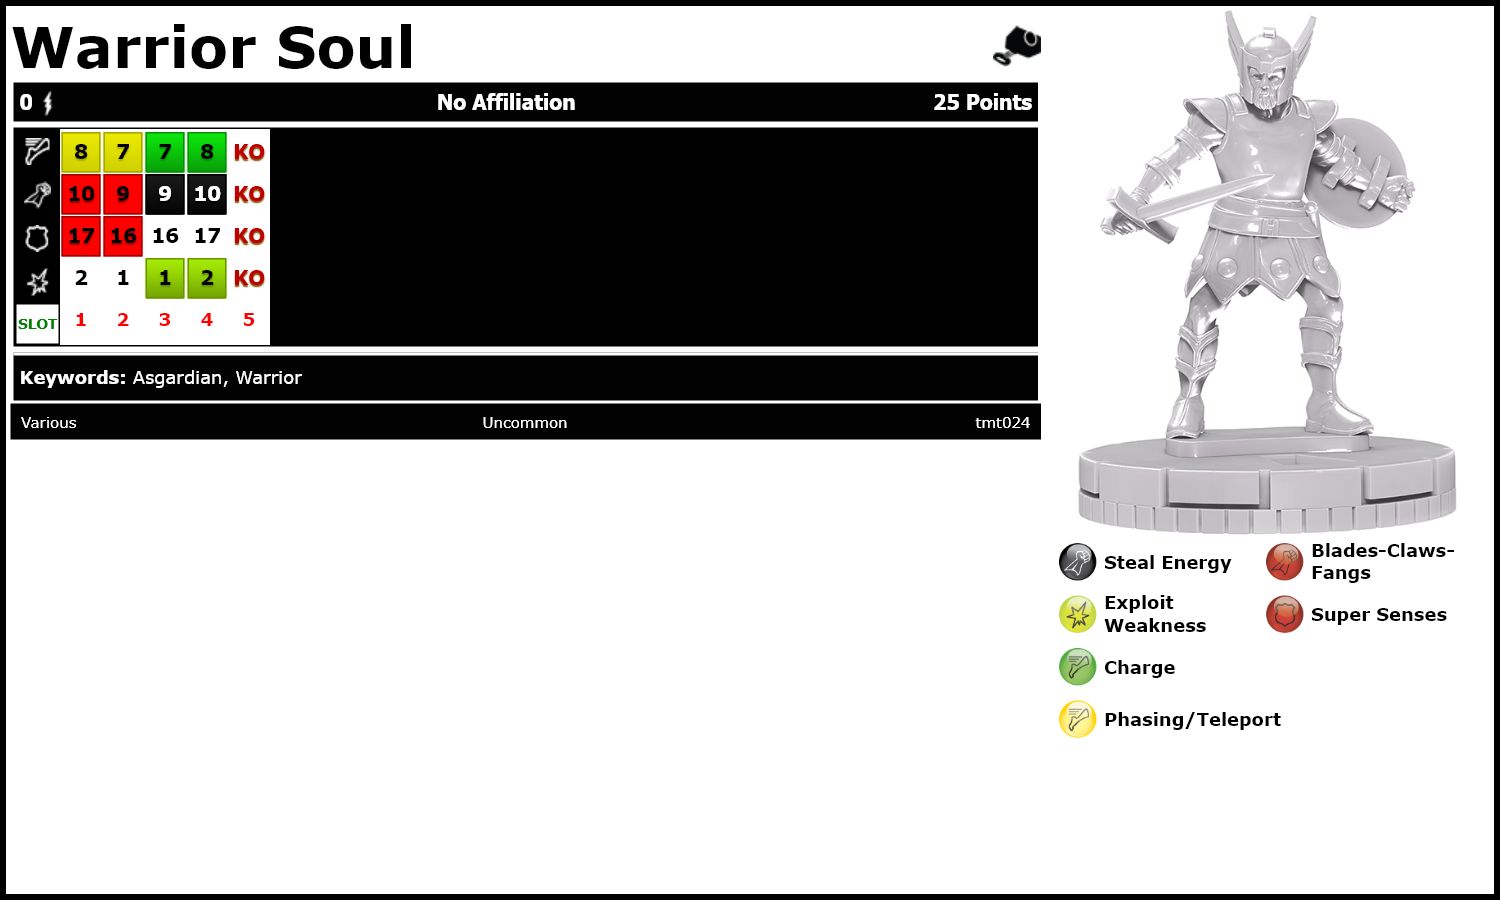 Warrior Soul
0 No Affiliation 25 Points
8 7 7 8 KO
10 9 9 10 KO
17 16 16 17 KO
2 1 1 2 KO
SLOT 1 2 3 4 5
Keywords: Asgardian, Warrior
Various Uncommon tmt024
Steal Energy
Blades-Claws-
Fangs
Exploit
Weakness
Super Senses
Charge
Phasing/Teleport